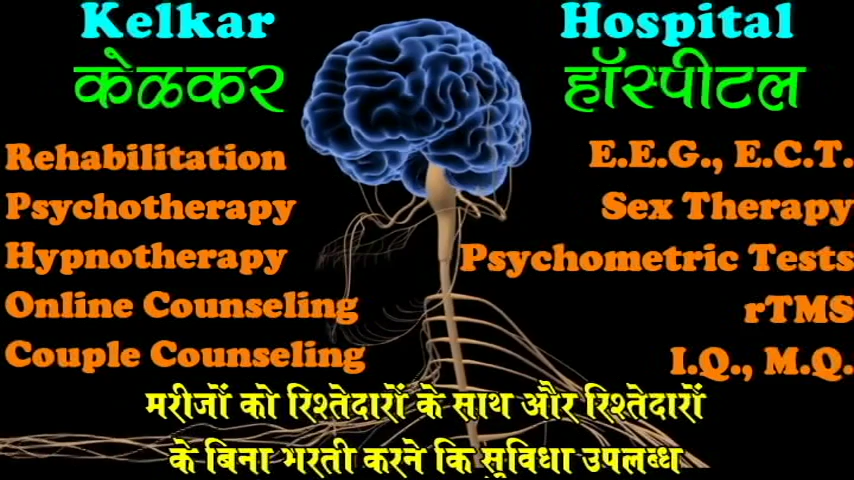 Kelkar Hospital
केळकर हॉस्पीटल
Rehabilitation
Psychotherapy
Hypnotherapy
Online Counseling
Couple Counseling
E.E.G., E.C.T.
Sex Therapy
Psychometric Tests
rTMS
I.Q., M.Q.
मरीजों को रिश्तेदारों के साथ और रिश्तेदारों
के बिना भरती करने कि सुविधा उपलब्ध